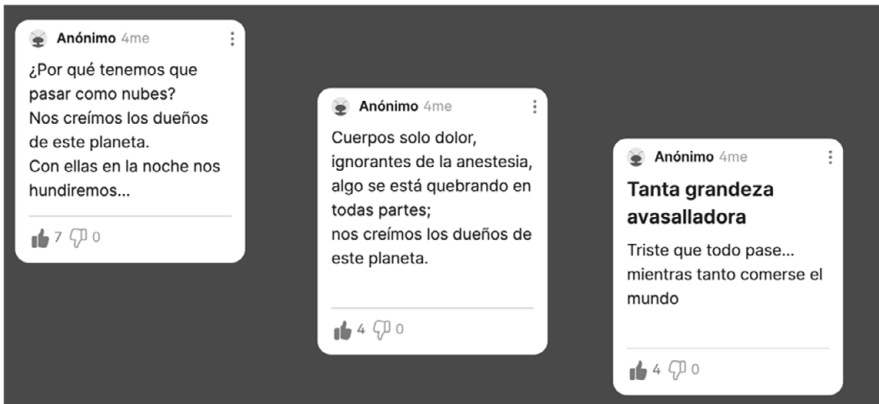 Anónimo 4me
¿Por qué tenemos que
pasar como nubes?
Nos creímos los dueños
de este planeta.
Con ellas en la noche nos
hundiremos...
7 0
Anónimo 4me
Cuerpos solo dolor,
ignorantes de la anestesia,
algo se está quebrando en
todas partes;
nos creímos los dueños de
este planeta.
4 0
Anónimo 4me
Tanta grandeza
avasalladora
Triste que todo pase...
mientras tanto comerse el
mundo
4 0